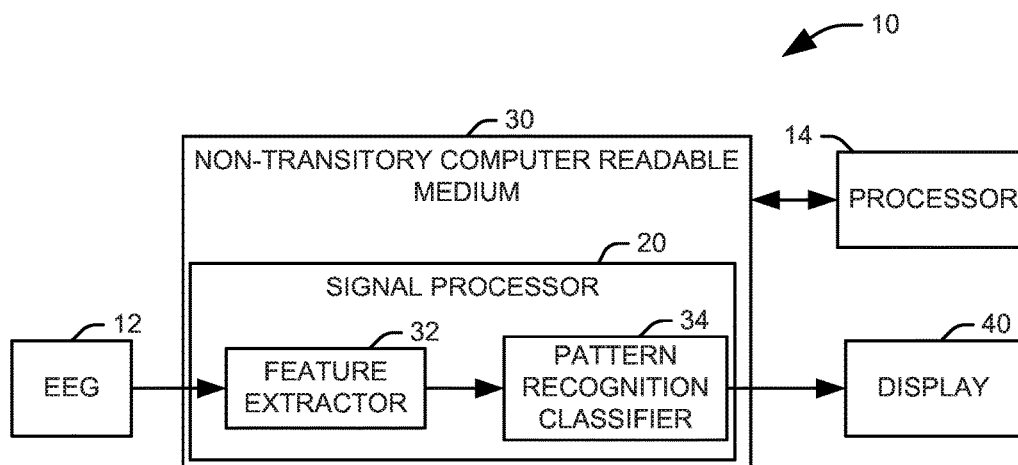 10
30
NON-TRANSITORY COMPUTER READABLE
MEDIUM
14
PROCESSOR
20
SIGNAL PROCESSOR
12
EEG
32
FEATURE
EXTRACTOR
34
PATTERN
RECOGNITION
CLASSIFIER
40
DISPLAY